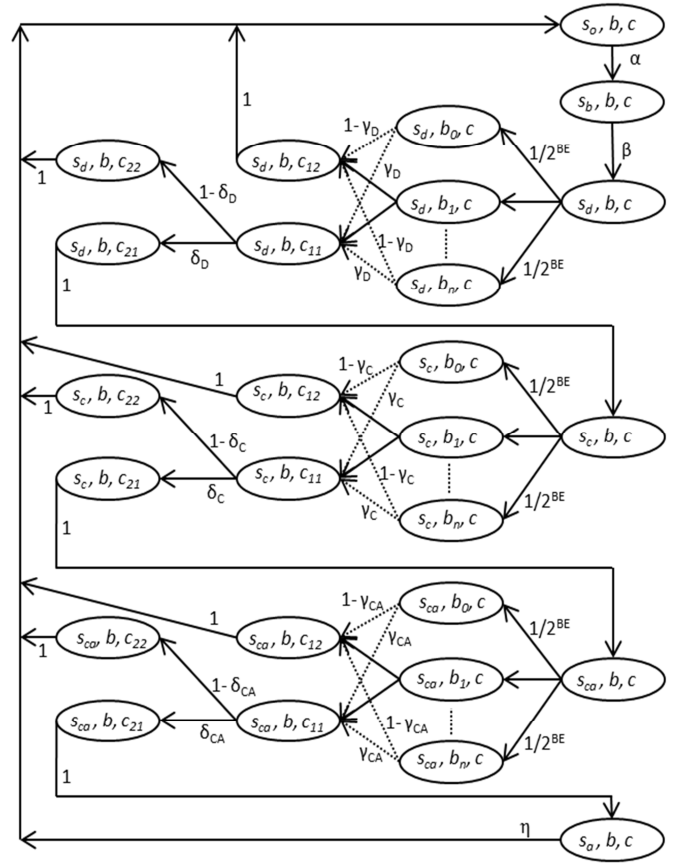 s_o, b, c
α
s_b, b, c
β
1
1-γ_D
s_d, b_0, c
1/2^BE
s_d, b, c_22
s_d, b, c_12
γ_D
1
1-δ_D
s_d, b_1, c
s_d, b, c
s_d, b, c_21
δ_D
s_d, b, c_11
1-γ_D
1
γ_D
s_d, b_n, c
1/2^BE
1-γ_C
s_c, b_0, c
1/2^BE
s_c, b, c_22
1
s_c, b, c_12
γ_C
1
1-δ_C
s_c, b_1, c
s_c, b, c
s_c, b, c_21
δ_C
s_c, b, c_11
1-γ_C
1
γ_C
s_c, b_n, c
1/2^BE
1-γ_CA
s_ca, b_0, c
1/2^BE
s_ca, b, c_22
1
s_ca, b, c_12
γ_CA
1
1-δ_CA
s_ca, b_1, c
s_ca, b, c
s_ca, b, c_21
δ_CA
s_ca, b, c_11
1-γ_CA
1
γ_CA
s_ca, b_n, c
1/2^BE
η
s_a, b, c